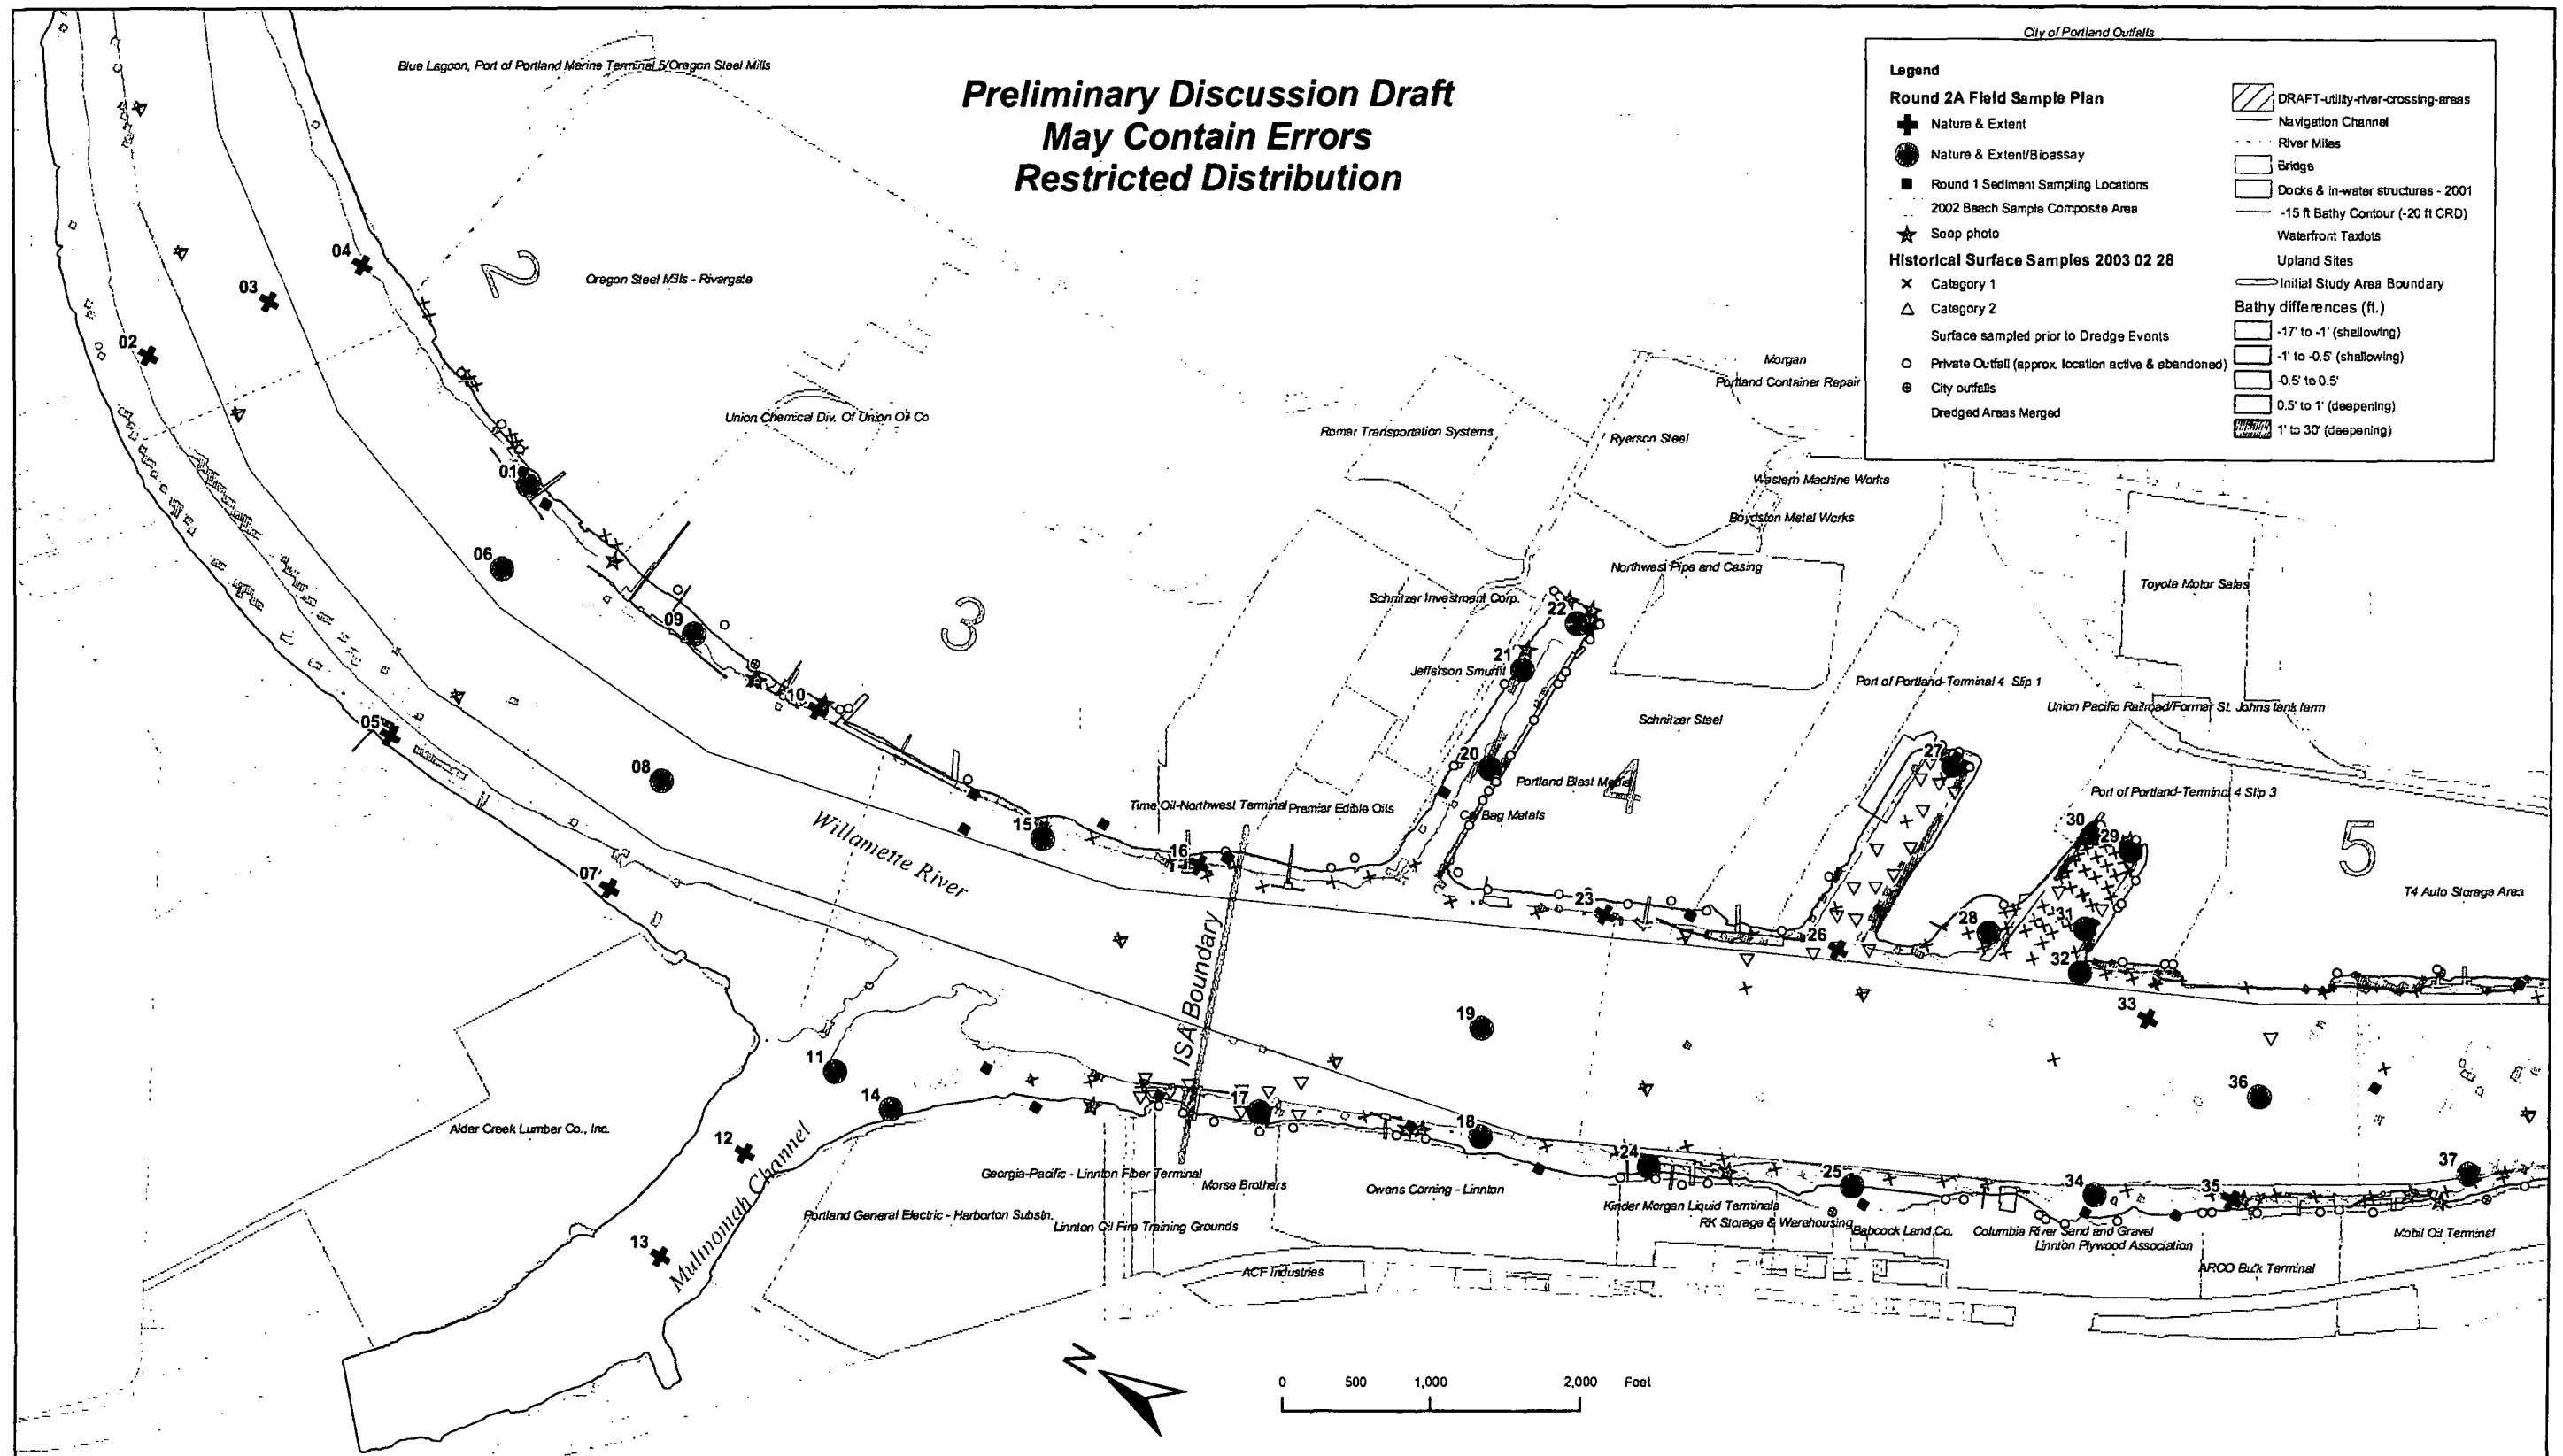 City of Portland Outfalls
Blue Lagoon, Port of Portland Marine Terminal 5/Oregon Steel Mills
Preliminary Discussion Draft
May Contain Errors
Restricted Distribution
Legend
Round 2A Field Sample Plan
Nature & Extent
Nature & Extent/Bioassay
Round 1 Sediment Sampling Locations
2002 Beach Sample Composite Area
Seep photo
Historical Surface Samples 2003 02 28
Category 1
Category 2
Surface sampled prior to Dredge Events
Private Outfall (approx. location active & abandoned)
City outfalls
Dredged Areas Merged
DRAFT-utility-river-crossing-areas
Navigation Channel
River Miles
Bridge
Docks & in-water structures - 2001
-15 ft Bathy Contour (-20 ft CRD)
Waterfront Taxlots
Upland Sites
Initial Study Area Boundary
Bathy differences (ft.)
-17' to -1' (shallowing)
-1' to -0.5' (shallowing)
-0.5' to 0.5'
0.5' to 1' (deepening)
1' to 30' (deepening)
04
03
02
2
Oregon Steel Mills - Rivergate
Union Chemical Div. Of Union Oil Co
Morgan
Portland Container Repair
Romar Transportation Systems
Ryerson Steel
Western Machine Works
Boydston Metal Works
Northwest Pipe and Casing
Toyota Motor Sales
01
06
09
3
Schnitzer Investment Corp.
22
21
Jefferson Smurfit
10
05
08
Port of Portland-Terminal 4 Slip 1
Union Pacific Railroad/Former St. Johns tank farm
Schnitzer Steel
20
27
Portland Blast Media
4
Port of Portland-Terminal 4 Slip 3
Time Oil-Northwest Terminal
Premier Edible Oils
Cal Bag Metals
15
16
30
29
5
T4 Auto Storage Area
Willamette River
07
23
26
28
31
32
33
ISA Boundary
19
11
14
17
18
36
12
24
25
34
35
37
Alder Creek Lumber Co., Inc.
Multnomah Channel
13
Georgia-Pacific - Linnton Fiber Terminal
Morse Brothers
Owens Corning - Linnton
Portland General Electric - Harborton Substn.
Linnton Oil Fire Training Grounds
Kinder Morgan Liquid Terminals
RK Storage & Warehousing
Babcock Land Co.
Columbia River Sand and Gravel
Linnton Plywood Association
Mobil Oil Terminal
ACF Industries
ARCO Bulk Terminal
N
0 500 1,000 2,000 Feet